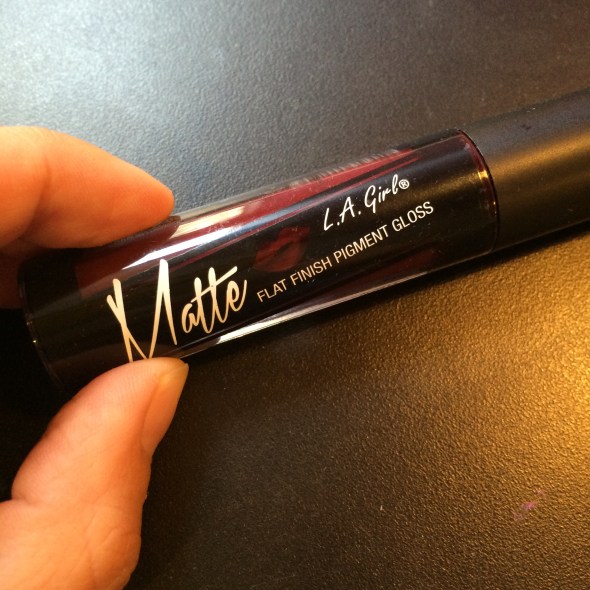 L.A. Girl®
Matte
FLAT FINISH PIGMENT GLOSS